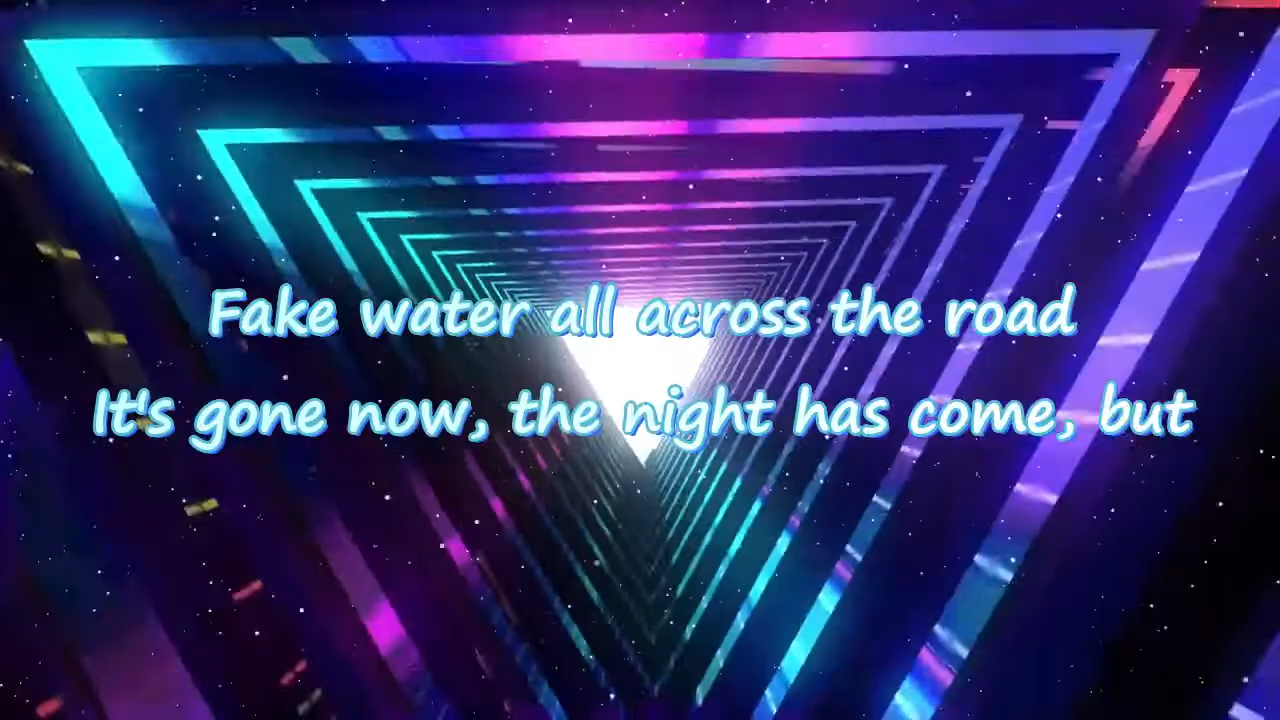 Fake water all across the road
It's gone now, the night has come, but